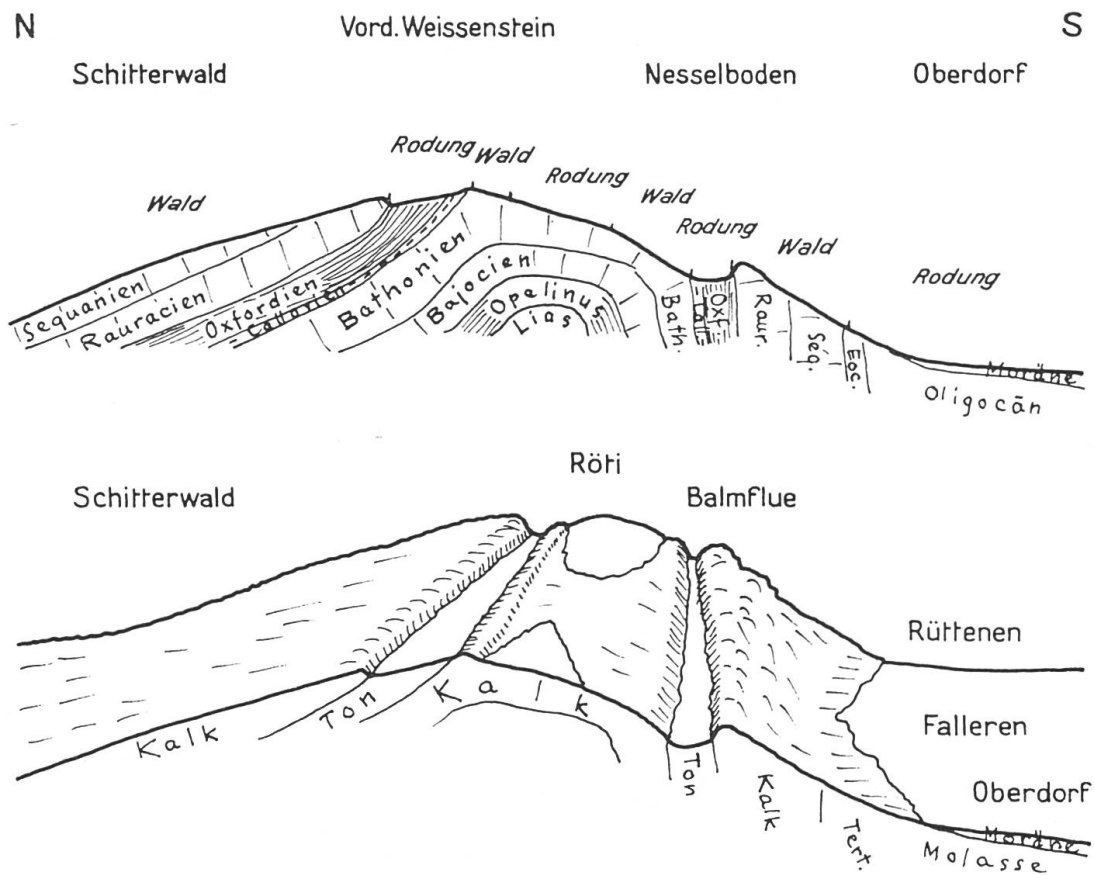 N
S
Vord. Weissenstein
Schitterwald
Nesselboden
Oberdorf
Rodung
Wald
Rodung
Wald
Wald
Rodung
Wald
Rodung
Sequanien
Rauracien
Oxfordien
Callovien
Bathonien
Bajocien
Opelinus
Lias
Bath.
Call
Oxf.
Raur.
Séq.
Eoc.
Moräne
Oligocän
Röti
Schitterwald
Balmflue
Rüttenen
Falleren
Oberdorf
Kalk
Ton
Kalk
Ton
Kalk
Tert.
Moräne
Molasse